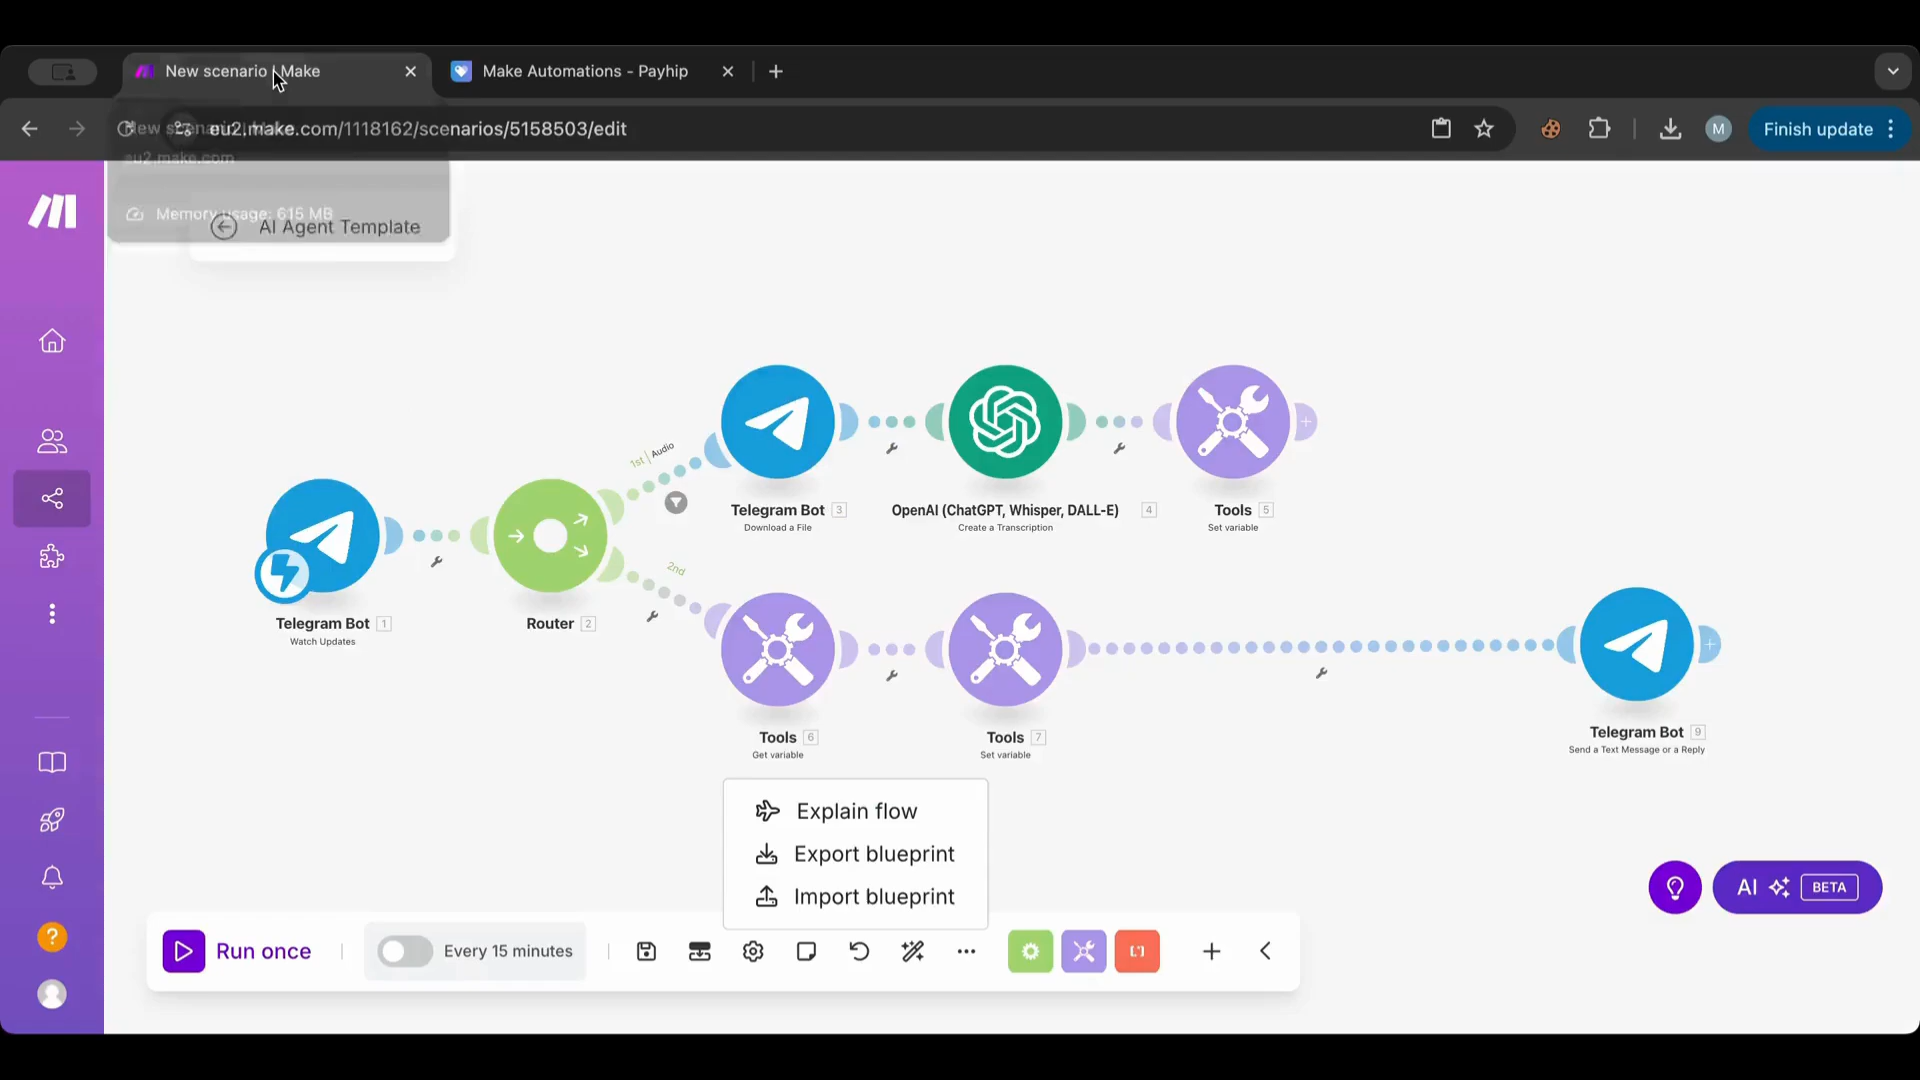 New scenario | Make
Make Automations - Payhip
eu2.make.com/1118162/scenarios/5158503/edit
M
Finish update
eu2.make.com
Memory usage: 615 MB
AI Agent Template
1st | Audio
Telegram Bot 3
Download a File
OpenAI (ChatGPT, Whisper, DALL-E) 4
Create a Transcription
Tools 5
Set variable
2nd
Telegram Bot 1
Watch Updates
Router 2
Tools 6
Get variable
Tools 7
Set variable
Telegram Bot 9
Send a Text Message or a Reply
Explain flow
Export blueprint
Import blueprint
AI BETA
?
Run once
Every 15 minutes